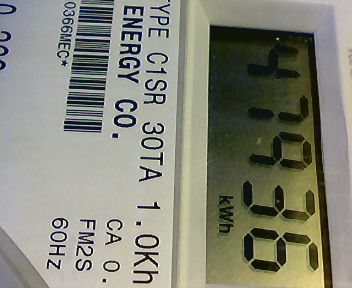 47936
kWh
TYPE C1SR 30TA 1.0Kh
ENERGY CO.
CA 0.
FM2S
60HZ
0366MEC*